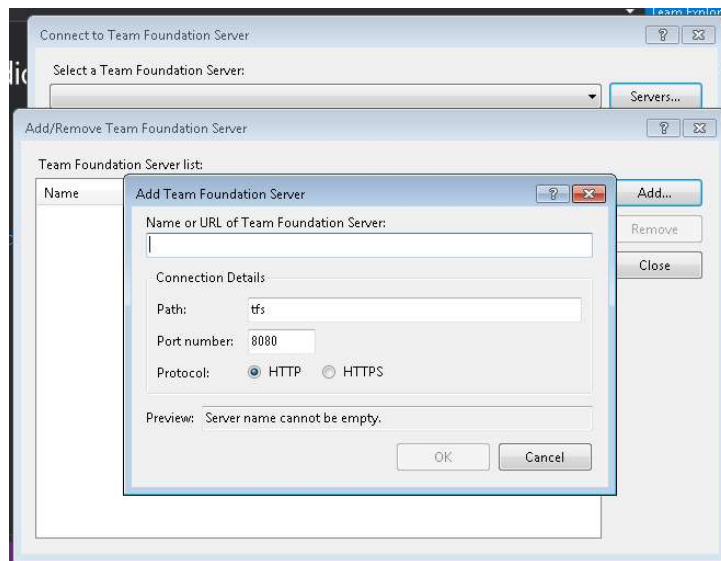 Team Explor
Connect to Team Foundation Server
dio
Select a Team Foundation Server:
Servers...
Add/Remove Team Foundation Server
Team Foundation Server list:
Name
Add...
Remove
Close
Add Team Foundation Server
Name or URL of Team Foundation Server:
Connection Details
Path: tfs
Port number: 8080
Protocol: HTTP HTTPS
Preview: Server name cannot be empty.
OK Cancel